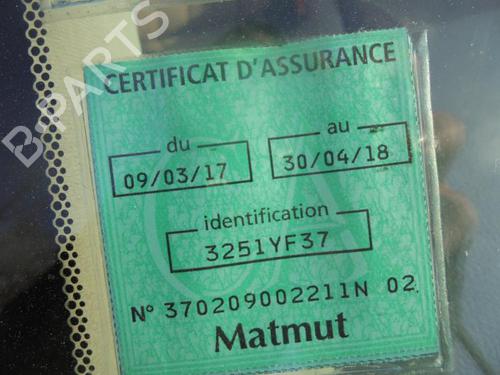 B-PARTS
CERTIFICAT D'ASSURANCE
du
09/03/17
au
30/04/18
identification
3251YF37
N° 370209002211N 02
Matmut